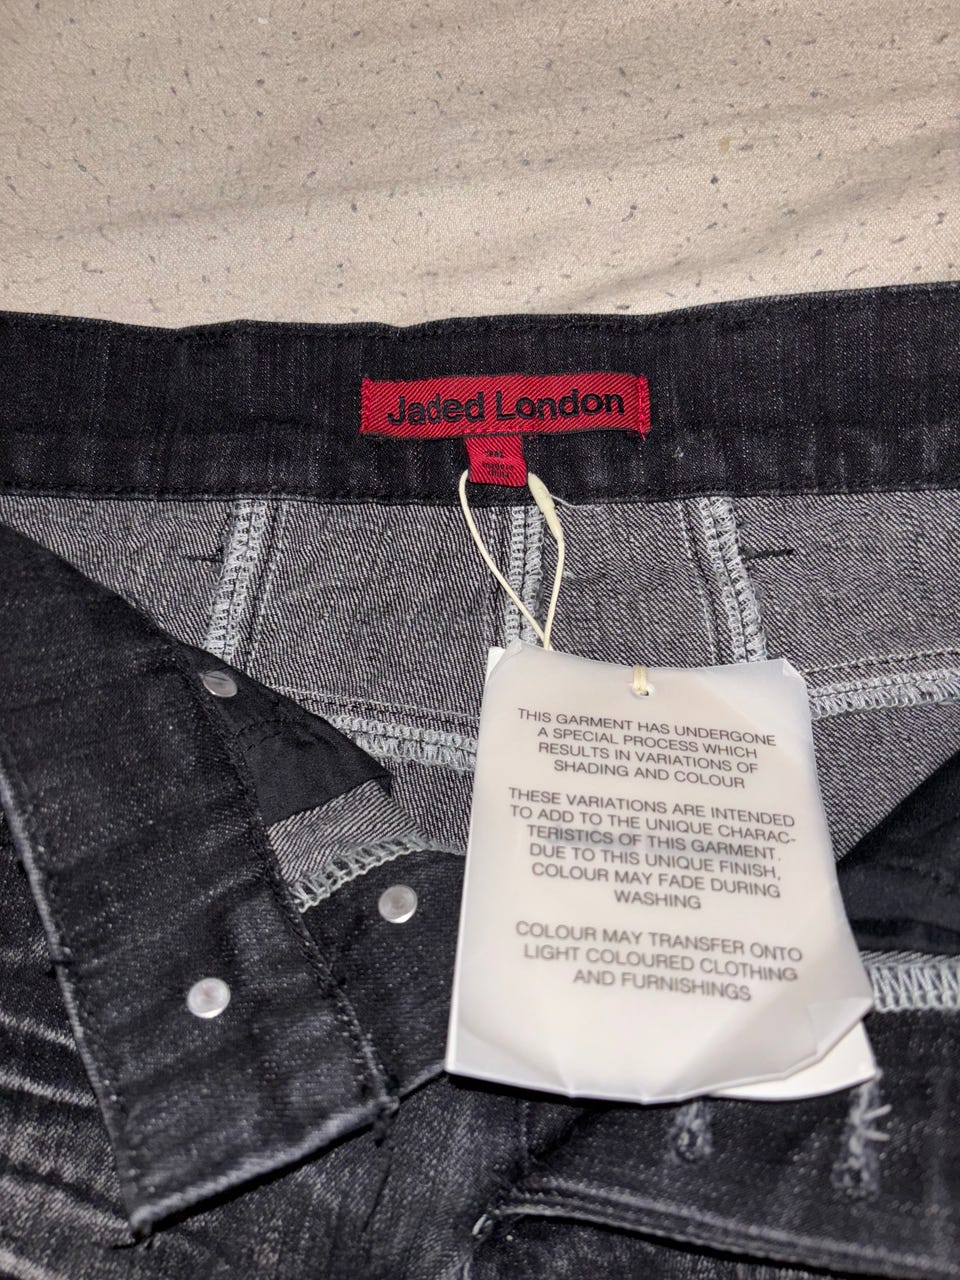 Jaded London
THIS GARMENT HAS UNDERGONE
A SPECIAL PROCESS WHICH
RESULTS IN VARIATIONS OF
SHADING AND COLOUR
THESE VARIATIONS ARE INTENDED
TO ADD TO THE UNIQUE CHARAC-
TERISTICS OF THIS GARMENT.
DUE TO THIS UNIQUE FINISH,
COLOUR MAY FADE DURING
WASHING
COLOUR MAY TRANSFER ONTO
LIGHT COLOURED CLOTHING
AND FURNISHINGS